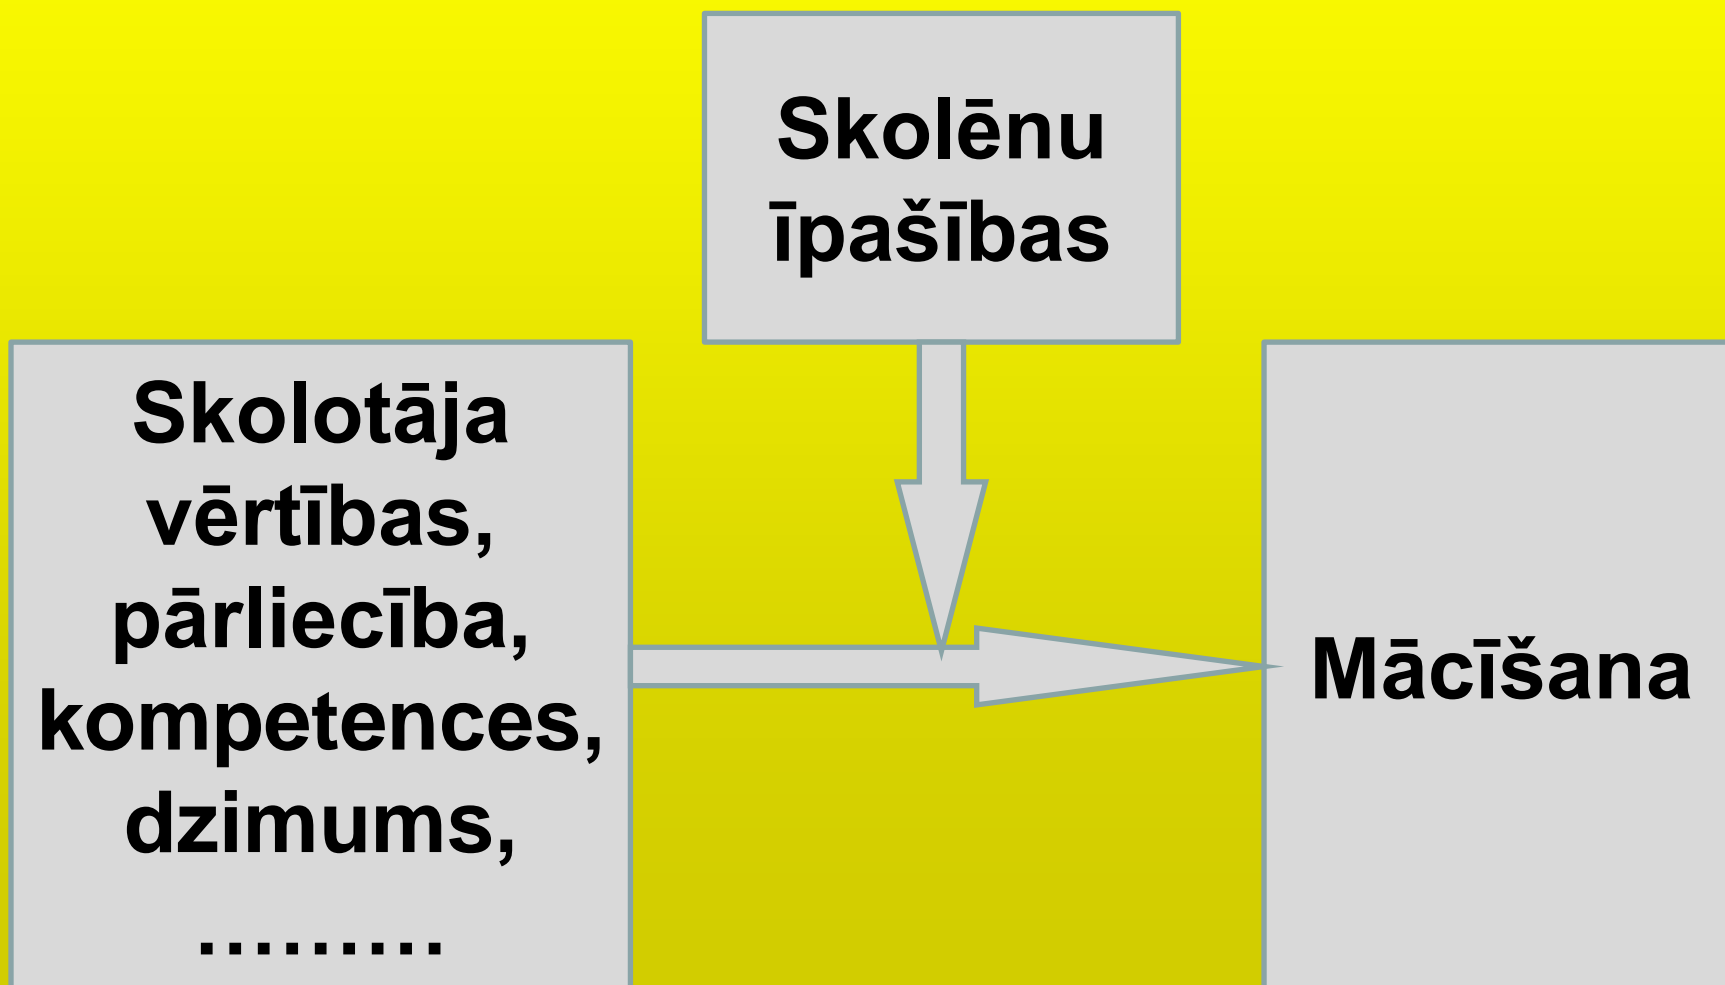 Skolēnu
īpašības
Skolotāja
vērtības,
pārliecība,
kompetences,
dzimums,
………
Mācīšana